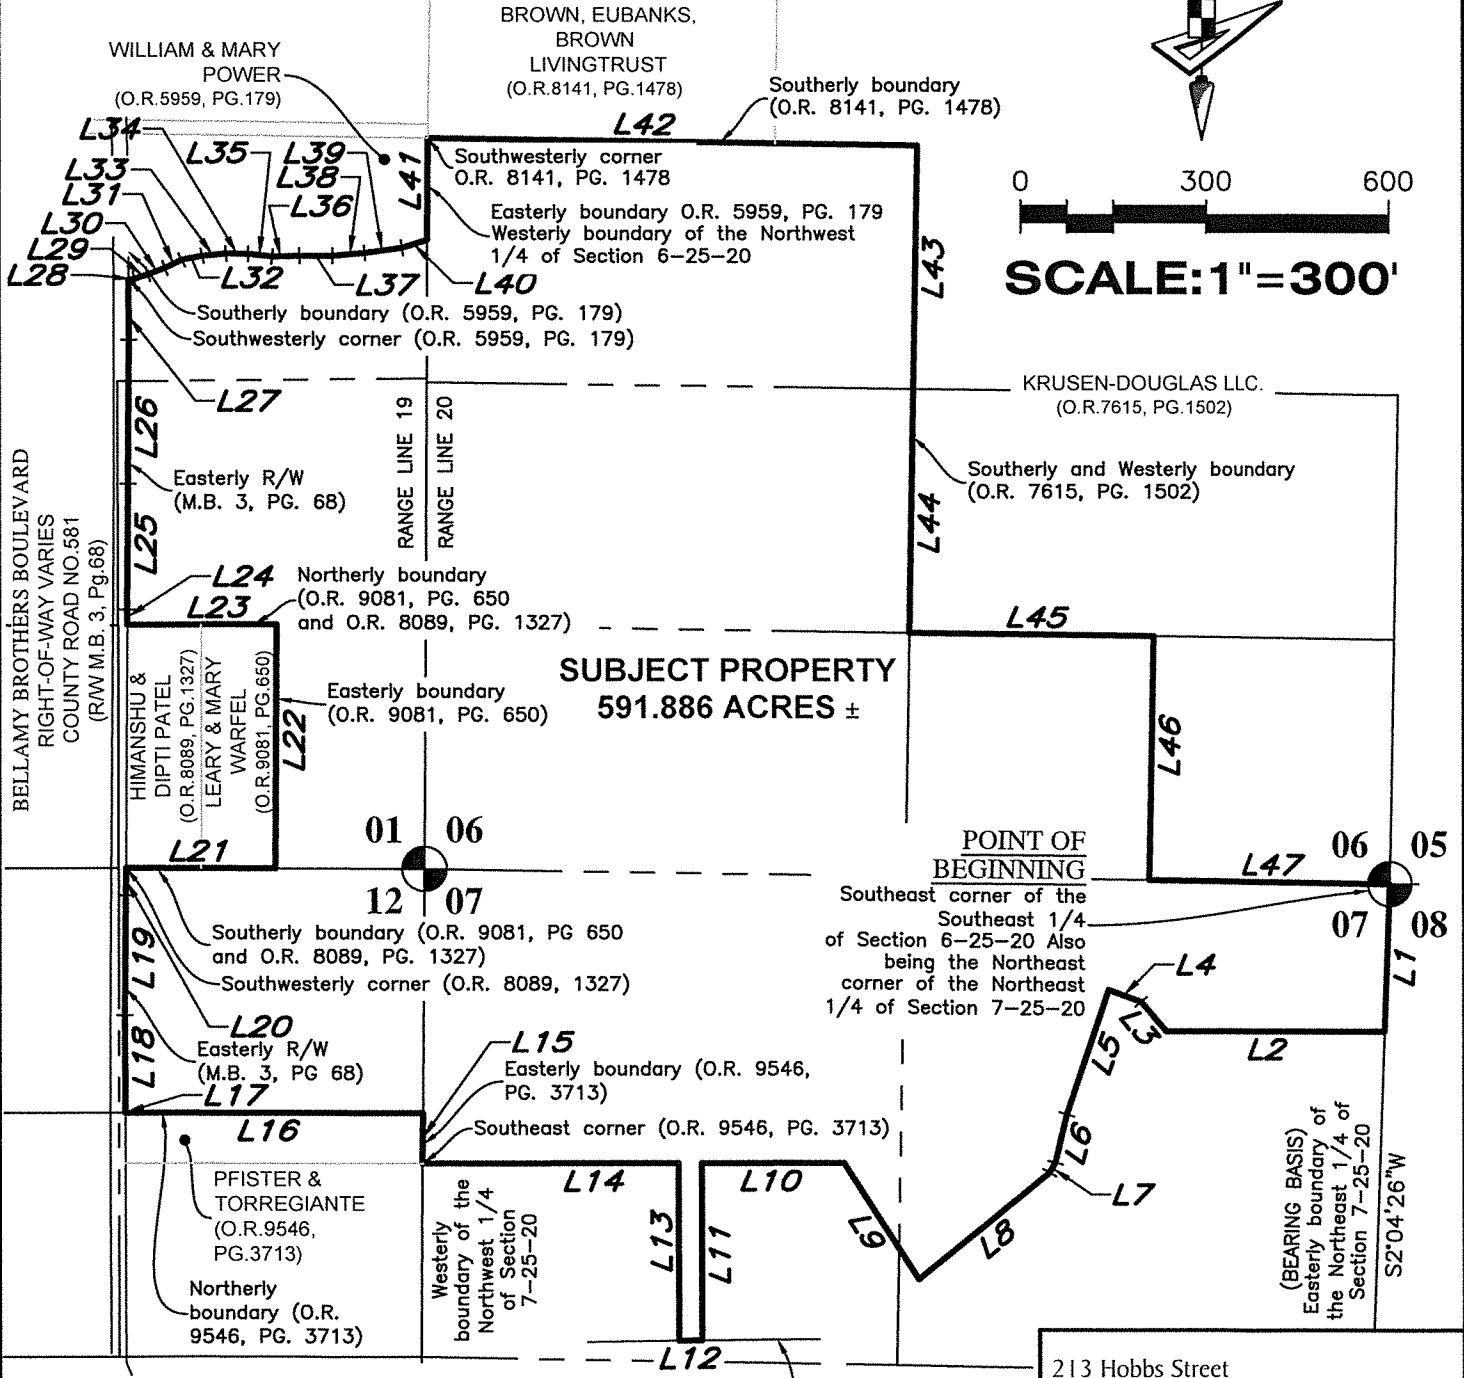 BROWN, EUBANKS,
BROWN
LIVINGTRUST
(O.R.8141, PG.1478)
WILLIAM & MARY
POWER
(O.R.5959, PG.179)
Southerly boundary
(O.R. 8141, PG. 1478)
L42
L34
L33
L31
L30
L29
L28
L35
L39
L38
L36
L41
L32
L37
L40
Southwesterly corner
O.R. 8141, PG. 1478
Easterly boundary O.R. 5959, PG. 179
Westerly boundary of the Northwest
1/4 of Section 6-25-20
0 300 600
SCALE:1"=300'
L43
Southerly boundary (O.R. 5959, PG. 179)
Southwesterly corner (O.R. 5959, PG. 179)
L27
L26
RANGE LINE 19
RANGE LINE 20
KRUSEN-DOUGLAS LLC.
(O.R.7615, PG.1502)
Easterly R/W
(M.B. 3, PG. 68)
Southerly and Westerly boundary
(O.R. 7615, PG. 1502)
BELLAMY BROTHERS BOULEVARD
RIGHT-OF-WAY VARIES
COUNTY ROAD NO.581
(R/W M.B. 3, Pg.68)
L25
L44
L24
L23
Northerly boundary
(O.R. 9081, PG. 650
and O.R. 8089, PG. 1327)
L45
SUBJECT PROPERTY
591.886 ACRES ±
HIMANSHU &
DIPTI PATEL
(O.R.8089, PG.1327)
LEARY & MARY
WARFEL
(O.R.9081, PG.650)
Easterly boundary
(O.R. 9081, PG. 650)
L22
L46
L21
01 06
12 07
POINT OF
BEGINNING
Southeast corner of the
Southeast 1/4
of Section 6-25-20 Also
being the Northeast
corner of the Northeast
1/4 of Section 7-25-20
L47
06 05
07 08
L1
Southerly boundary (O.R. 9081, PG 650
and O.R. 8089, PG. 1327)
Southwesterly corner (O.R. 8089, 1327)
L19
L20
L18
Easterly R/W
(M.B. 3, PG 68)
L17
L16
L15
Easterly boundary (O.R. 9546,
PG. 3713)
Southeast corner (O.R. 9546, PG. 3713)
L4
L3
L5
L2
L6
L7
L8
L9
L10
L11
L12
L13
L14
PFISTER &
TORREGIANTE
(O.R.9546,
PG.3713)
Northerly
boundary (O.R.
9546, PG. 3713)
Westerly
boundary of the
Northwest 1/4
of Section
7-25-20
(BEARING BASIS)
Easterly boundary of
the Northeast 1/4 of
Section 7-25-20
S2°04'26"W
213 Hobbs Street